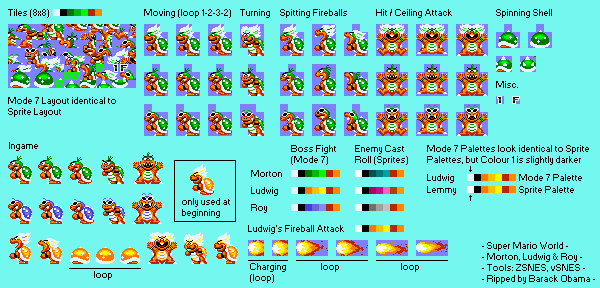 Tiles (8x8)
Moving (loop 1-2-3-2)
Turning
Spitting Fireballs
Hit / Ceiling Attack
Spinning Shell
Misc.
1 F
1 F
Mode 7 Layout identical to
Sprite Layout
Ingame
only used at
beginning
loop
Boss Fight
(Mode 7)
Enemy Cast
Roll (Sprites)
Morton
Ludwig
Roy
Ludwig's Fireball Attack
Charging
(loop)
loop
loop
Mode 7 Palettes look identical to Sprite
Palettes, but Colour 1 is slightly darker
↓
Ludwig
Mode 7 Palette
Lemmy
Sprite Palette
↑
- Super Mario World -
- Morton, Ludwig & Roy -
- Tools: ZSNES, vSNES -
- Ripped by Barack Obama -